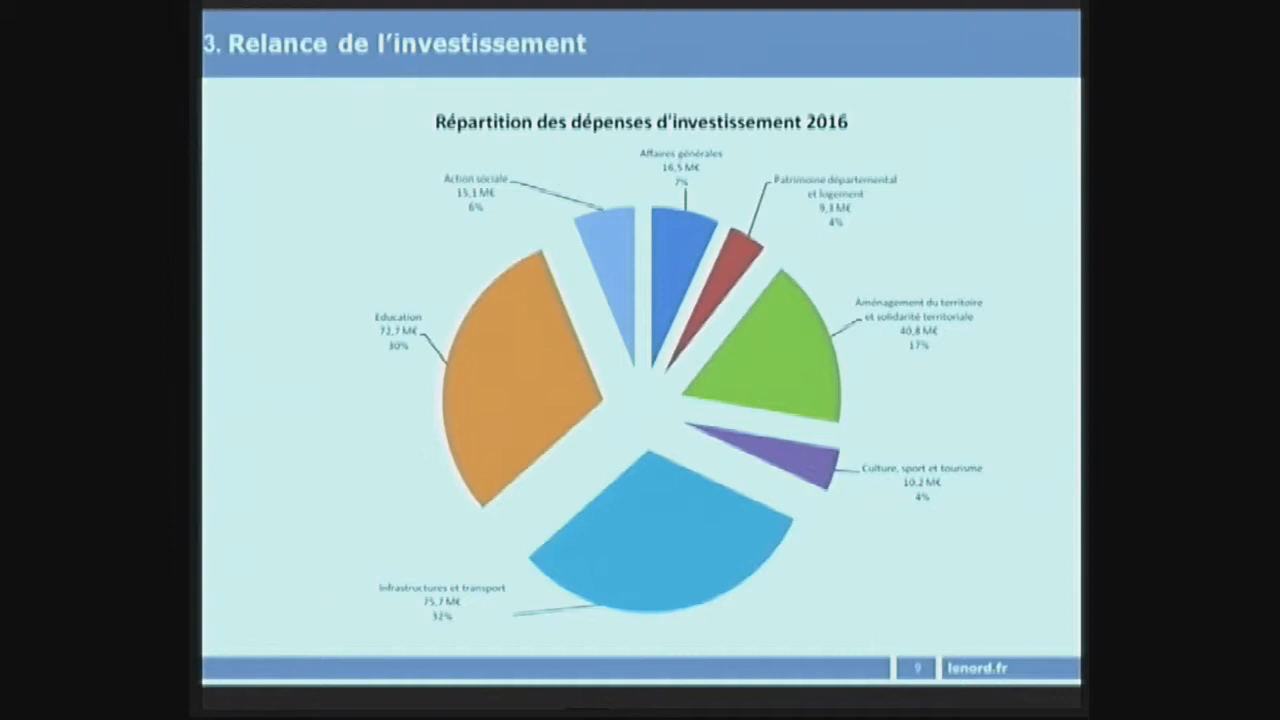 3. Relance de l'investissement
Répartition des dépenses d'investissement 2016
Affaires générales
16,5 M€
7%
Patrimoine départemental
et logement
9,3 M€
4%
Aménagement du territoire
et solidarité territoriale
40,8 M€
17%
Culture, sport et tourisme
10,2 M€
4%
Infrastructures et transport
75,7 M€
32%
Education
72,7 M€
30%
Action sociale
15,1 M€
6%
9
lenord.fr